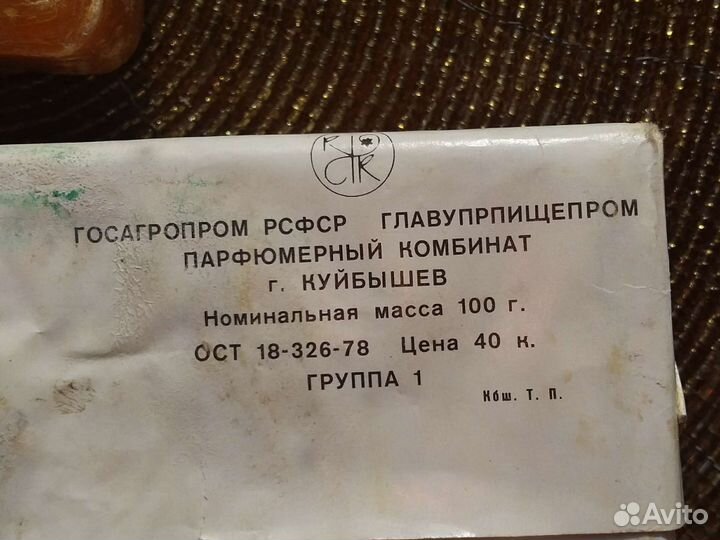 ГОСАГРОПРОМ РСФСР ГЛАВУПРПИЩЕПРОМ
ПАРФЮМЕРНЫЙ КОМБИНАТ
г. КУЙБЫШЕВ
Номинальная масса 100 г.
ОСТ 18-326-78 Цена 40 к.
ГРУППА 1
Кбш. Т. П.
Avito